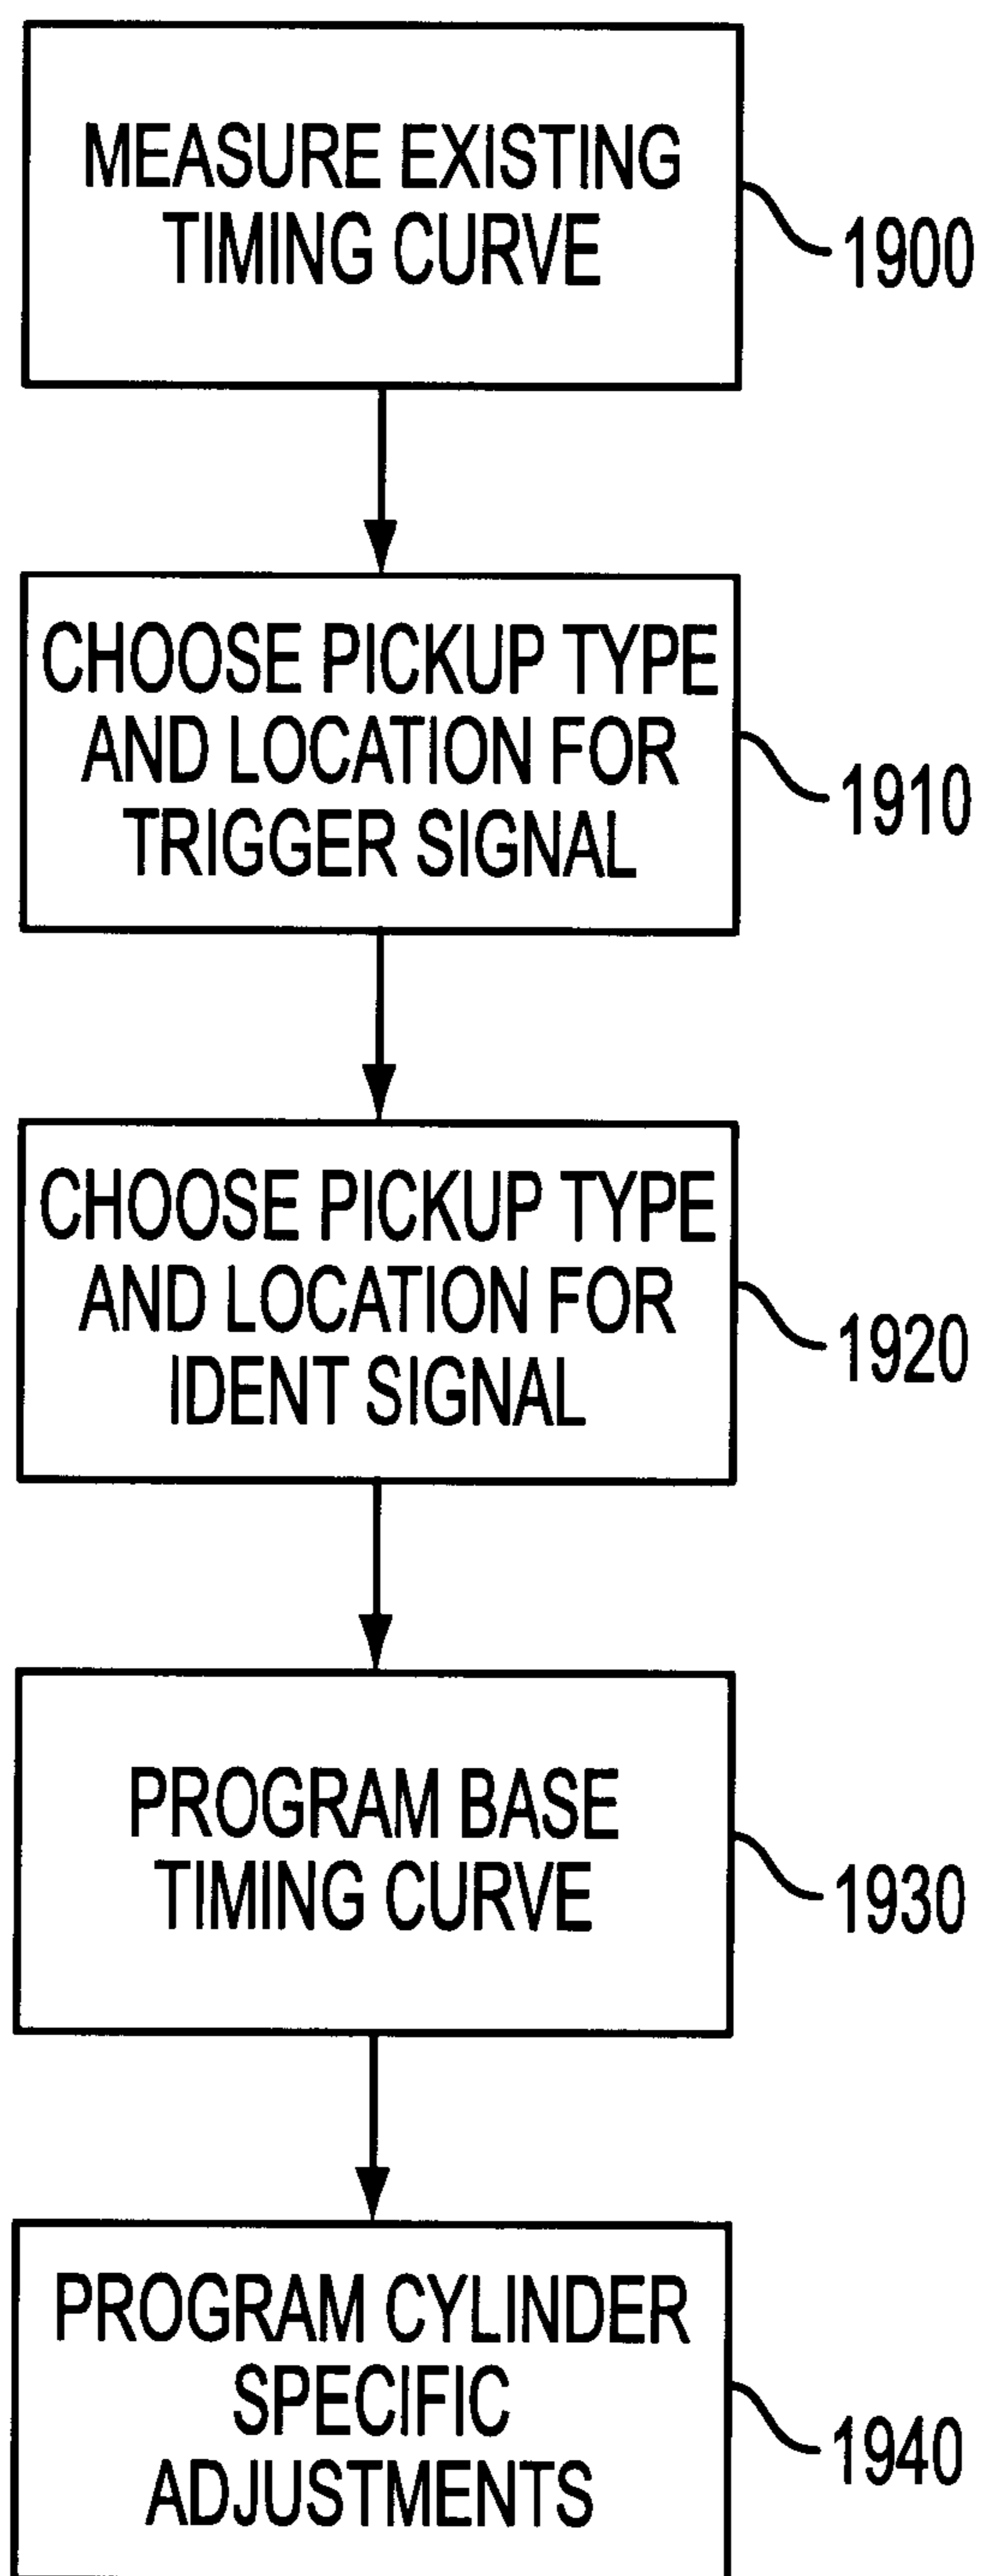 MEASURE EXISTING
TIMING CURVE
1900
CHOOSE PICKUP TYPE
AND LOCATION FOR
TRIGGER SIGNAL
1910
CHOOSE PICKUP TYPE
AND LOCATION FOR
IDENT SIGNAL
1920
PROGRAM BASE
TIMING CURVE
1930
PROGRAM CYLINDER
SPECIFIC
ADJUSTMENTS
1940